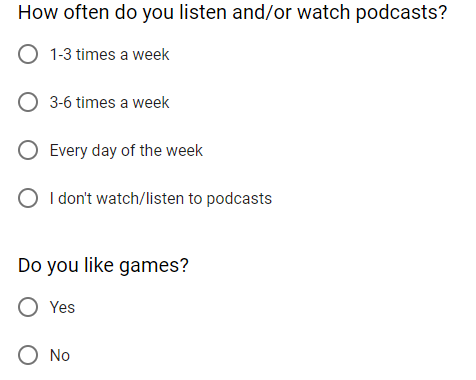 How often do you listen and/or watch podcasts?
1-3 times a week
3-6 times a week
Every day of the week
I don't watch/listen to podcasts
Do you like games?
Yes
No